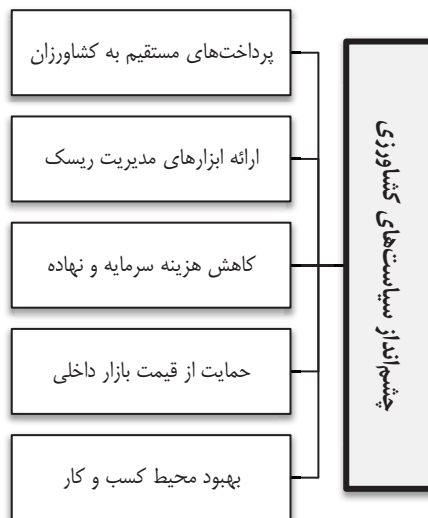 چشم‌انداز سیاست‌های کشاورزی
پرداخت‌های مستقیم به کشاورزان
ارائه ابزارهای مدیریت ریسک
کاهش هزینه سرمایه و نهاده
حمایت از قیمت بازار داخلی
بهبود محیط کسب و کار